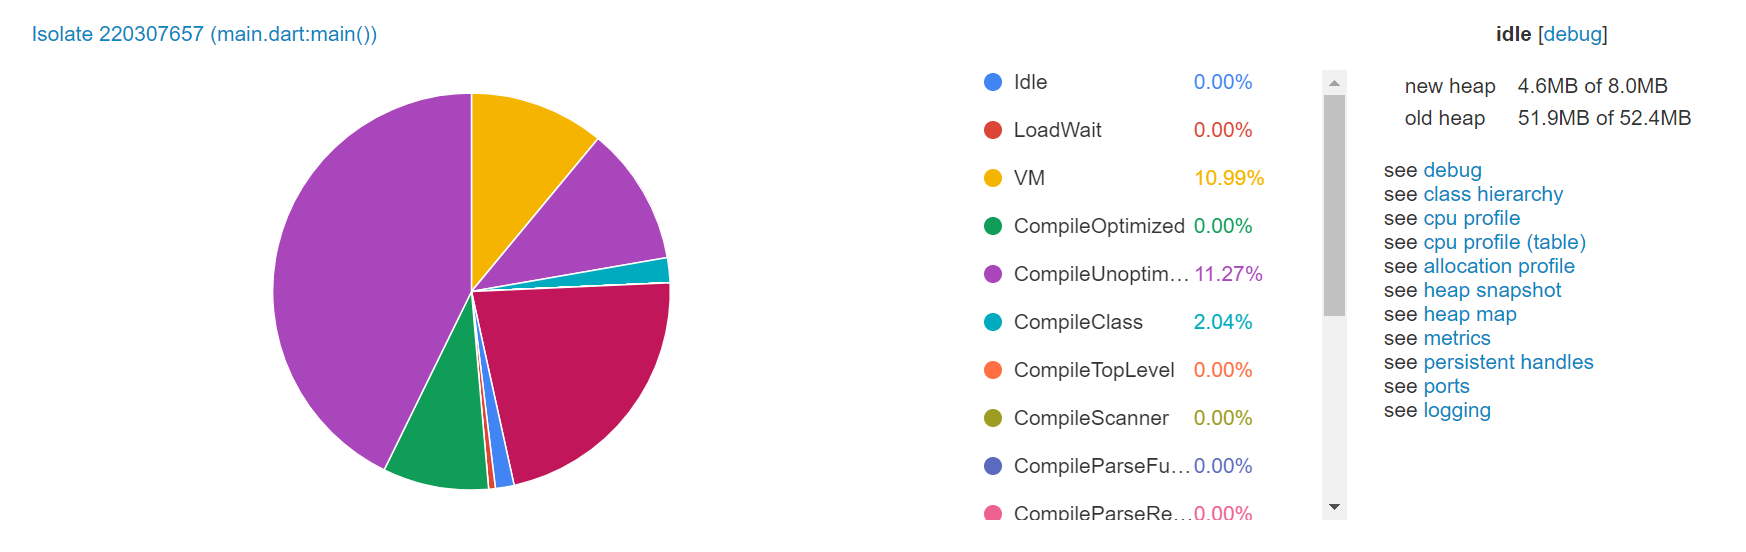 Isolate 220307657 (main.dart:main())
Idle 0.00%
LoadWait 0.00%
VM 10.99%
CompileOptimized 0.00%
CompileUnoptim... 11.27%
CompileClass 2.04%
CompileTopLevel 0.00%
CompileScanner 0.00%
CompileParseFu... 0.00%
CompileParseRe... 0.00%
idle [debug]
new heap 4.6MB of 8.0MB
old heap 51.9MB of 52.4MB
see debug
see class hierarchy
see cpu profile
see cpu profile (table)
see allocation profile
see heap snapshot
see heap map
see metrics
see persistent handles
see ports
see logging